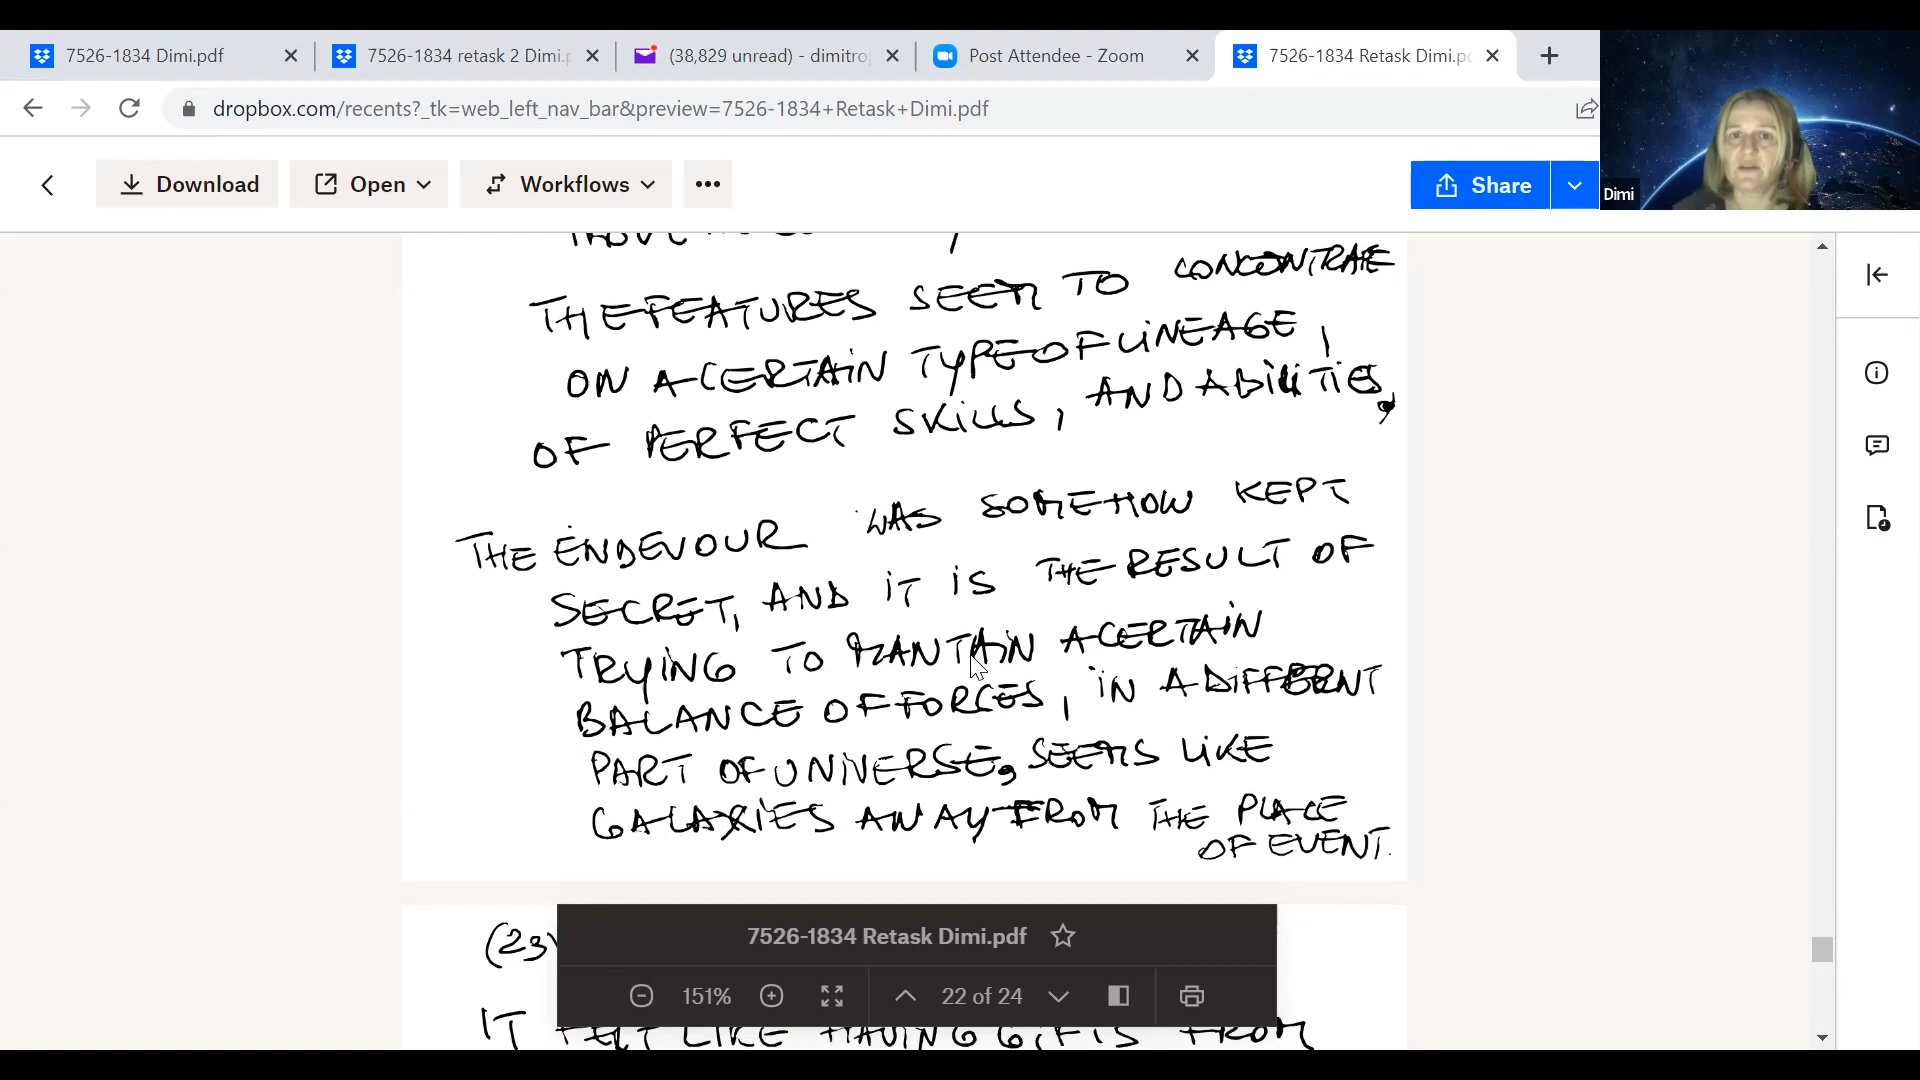 7526-1834 Dimi.pdf
7526-1834 retask 2 Dimi.
(38,829 unread) - dimitro
Post Attendee - Zoom
7526-1834 Retask Dimi.pd
dropbox.com/recents?_tk=web_left_nav_bar&preview=7526-1834+Retask+Dimi.pdf
Download
Open
Workflows
Share
Dimi
THE FEATURES SEEM TO CONCONTRATE
ON A CERTAIN TYPE OF LINEAGE,
OF PERFECT SKILLS, AND ABILITIES,
THE ENDEVOUR WAS SOMEHOW KEPT
SECRET, AND IT IS THE RESULT OF
TRYING TO MANTAIN A CERTAIN
BALANCE OF FORCES, IN A DIFFERENT
PART OF UNIVERSE, SEEMS LIKE
GALAXIES AWAY FROM THE PLACE
OF EVENT.
(23)
7526-1834 Retask Dimi.pdf
151%
22 of 24
IT FELT LIKE HAVING GIFTS FROM